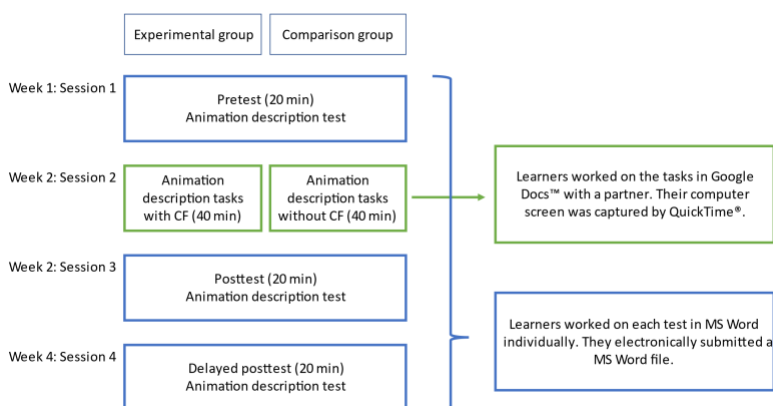 Experimental group
Comparison group
Week 1: Session 1
Pretest (20 min)
Animation description test
Week 2: Session 2
Animation
description tasks
with CF (40 min)
Animation
description tasks
without CF (40 min)
Learners worked on the tasks in Google
Docs™ with a partner. Their computer
screen was captured by QuickTime®.
Week 2: Session 3
Posttest (20 min)
Animation description test
Learners worked on each test in MS Word
individually. They electronically submitted a
MS Word file.
Week 4: Session 4
Delayed posttest (20 min)
Animation description test